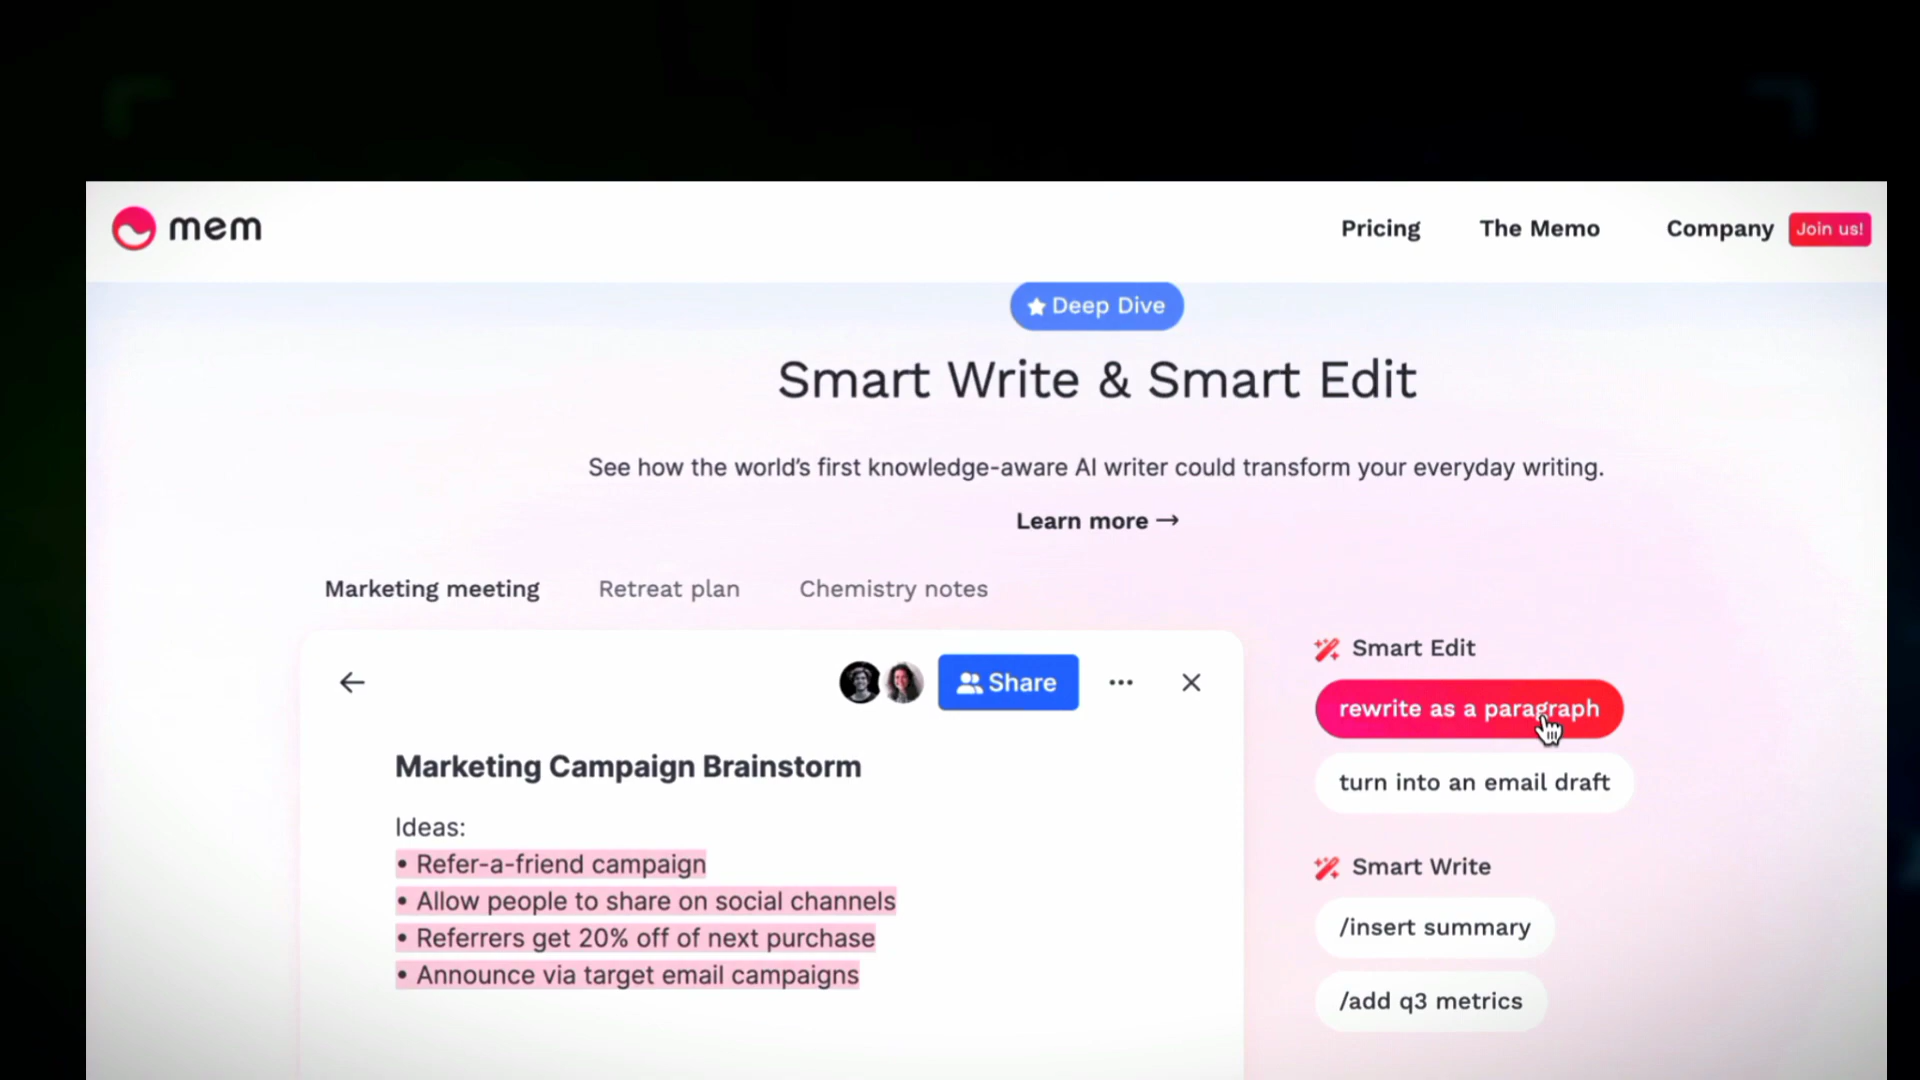 mem
Pricing
The Memo
Company
Join us!
Deep Dive
Smart Write & Smart Edit
See how the world's first knowledge-aware AI writer could transform your everyday writing.
Learn more →
Marketing meeting
Retreat plan
Chemistry notes
Share
Marketing Campaign Brainstorm
Ideas:
• Refer-a-friend campaign
• Allow people to share on social channels
• Referrers get 20% off of next purchase
• Announce via target email campaigns
Smart Edit
rewrite as a paragraph
turn into an email draft
Smart Write
/insert summary
/add q3 metrics